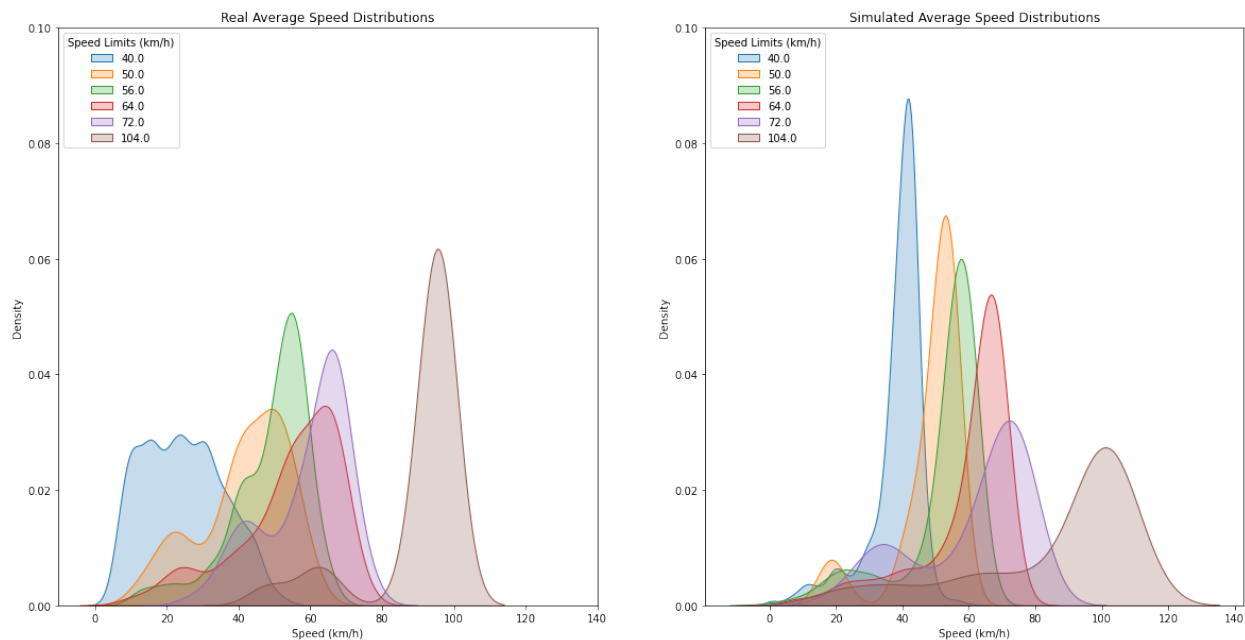 Real Average Speed Distributions
Density
0.10
0.08
0.06
0.04
0.02
0.00
Speed Limits (km/h)
40.0
50.0
56.0
64.0
72.0
104.0
0 20 40 60 80 100 120 140
Speed (km/h)
Simulated Average Speed Distributions
Density
0.10
0.08
0.06
0.04
0.02
0.00
Speed Limits (km/h)
40.0
50.0
56.0
64.0
72.0
104.0
0 20 40 60 80 100 120 140
Speed (km/h)